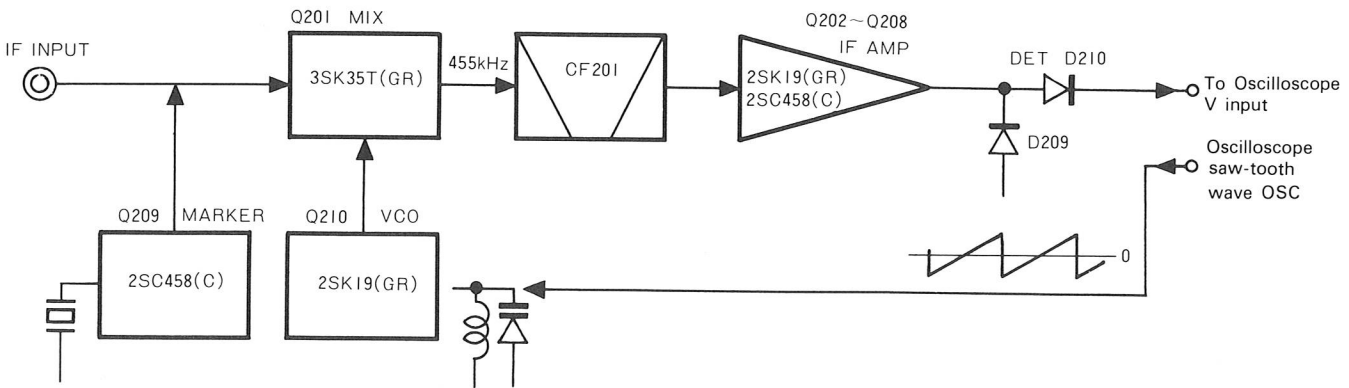 IF INPUT
Q201 MIX
3SK35T(GR)
455kHz
CF201
Q202~Q208
IF AMP
2SK19(GR)
2SC458(C)
DET D210
D209
To Oscilloscope
V input
Oscilloscope
saw-tooth
wave OSC
0
Q209 MARKER
2SC458(C)
Q210 VCO
2SK19(GR)